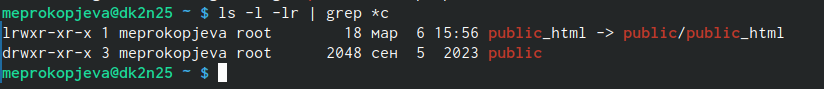 meprokopjeva@dk2n25 ~ $ ls -l -lr | grep *c
lrwxr-xr-x 1 meprokopjeva root      18 мар  6 15:56 public_html -> public/public_html
drwxr-xr-x 3 meprokopjeva root    2048 сен  5  2023 public
meprokopjeva@dk2n25 ~ $